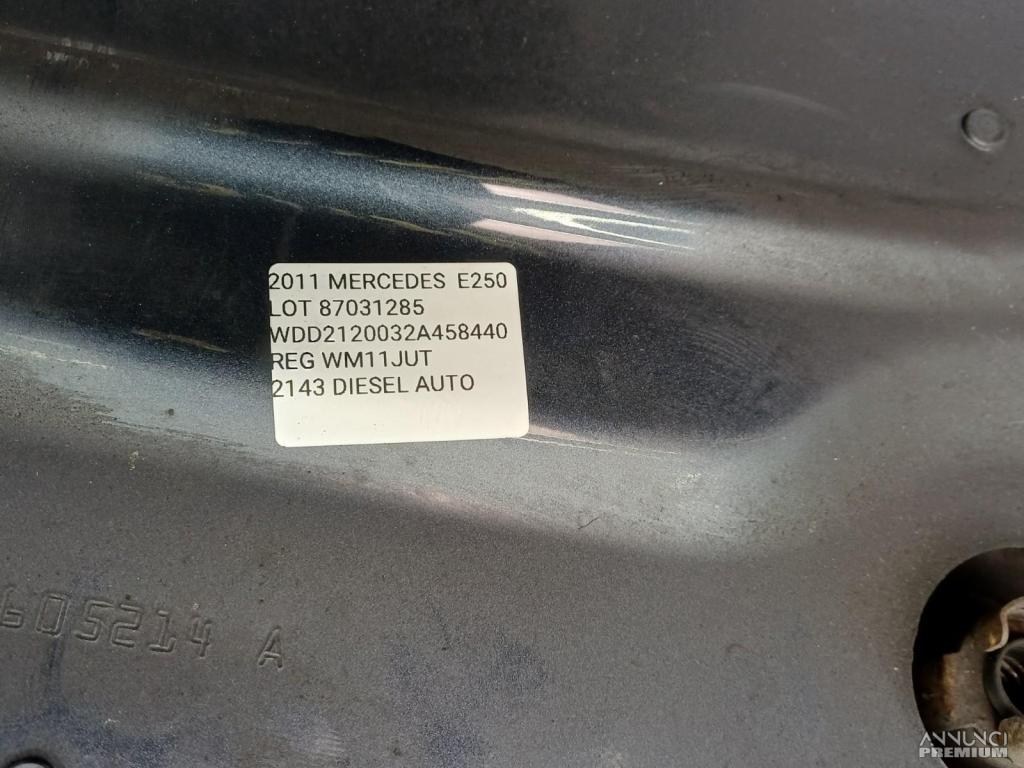 2011 MERCEDES E250
LOT 87031285
WDD2120032A458440
REG WM11JUT
2143 DIESEL AUTO
605214 A
ANNUNCI
PREMIUM